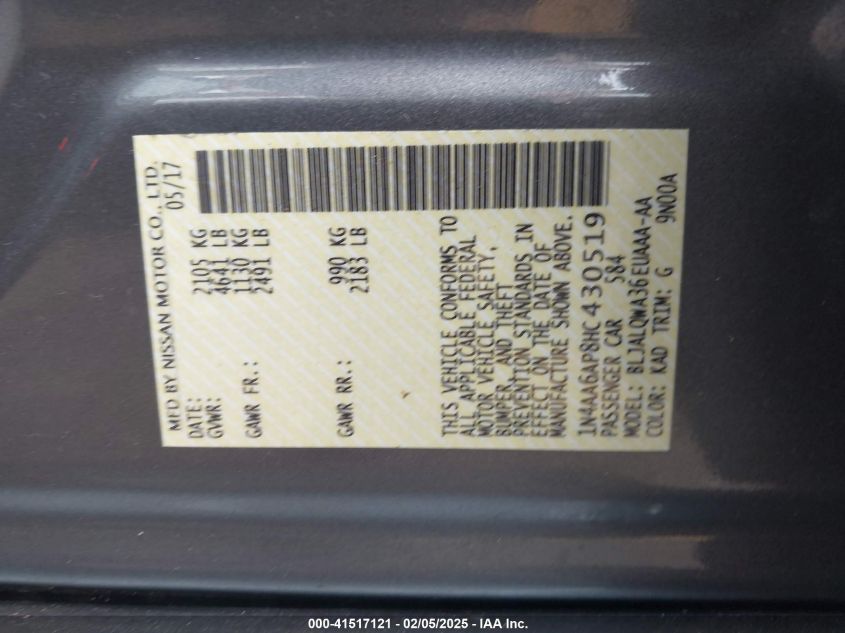 MFD BY NISSAN MOTOR CO., LTD.
DATE: 05/17
GVWR: 2105 KG
4641 LB
GAWR FR.: 1130 KG
2491 LB
GAWR RR.: 990 KG
2183 LB
THIS VEHICLE CONFORMS TO
ALL APPLICABLE FEDERAL
MOTOR VEHICLE SAFETY,
BUMPER, AND THEFT
PREVENTION STANDARDS IN
EFFECT ON THE DATE OF
MANUFACTURE SHOWN ABOVE.
1N4AA6AP8HC430519
PASSENGER CAR 584
MODEL: BLJALQWA36EUAAA-AA
COLOR: KAD TRIM: G 9N00A
000-41517121 - 02/05/2025 - IAA Inc.